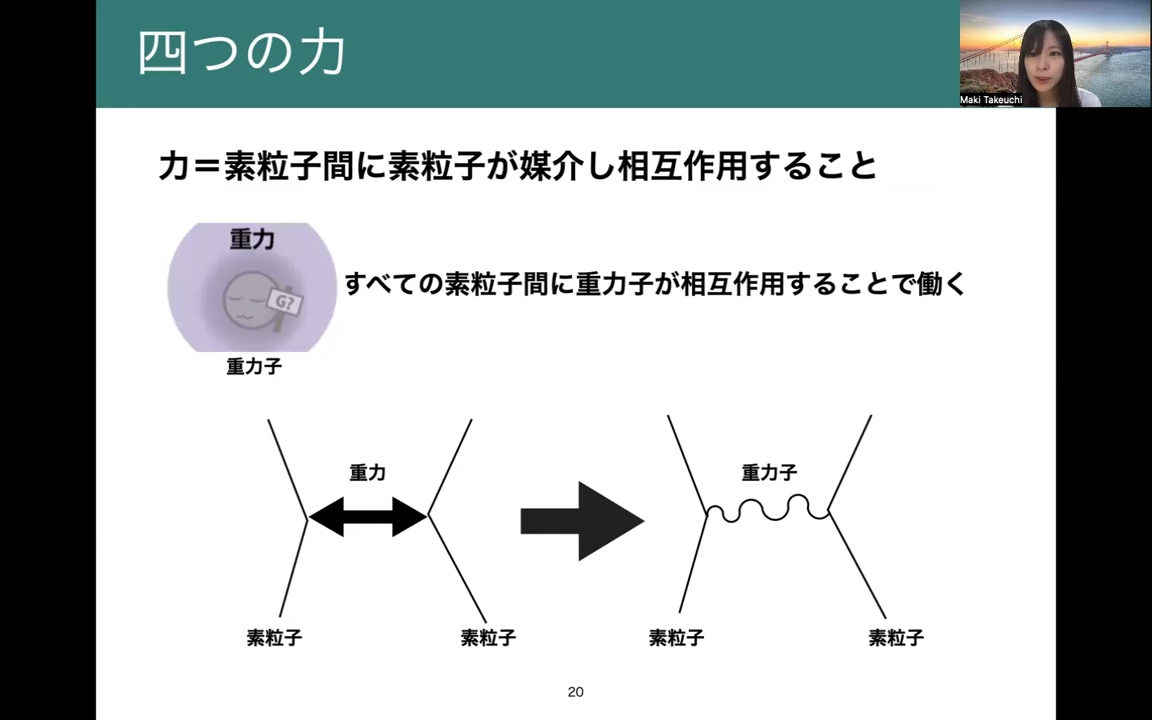 四つの力
Maki Takeuchi
力＝素粒子間に素粒子が媒介し相互作用すること
重力
G?
すべての素粒子間に重力子が相互作用することで働く
重力子
重力
重力子
素粒子
素粒子
素粒子
素粒子
20